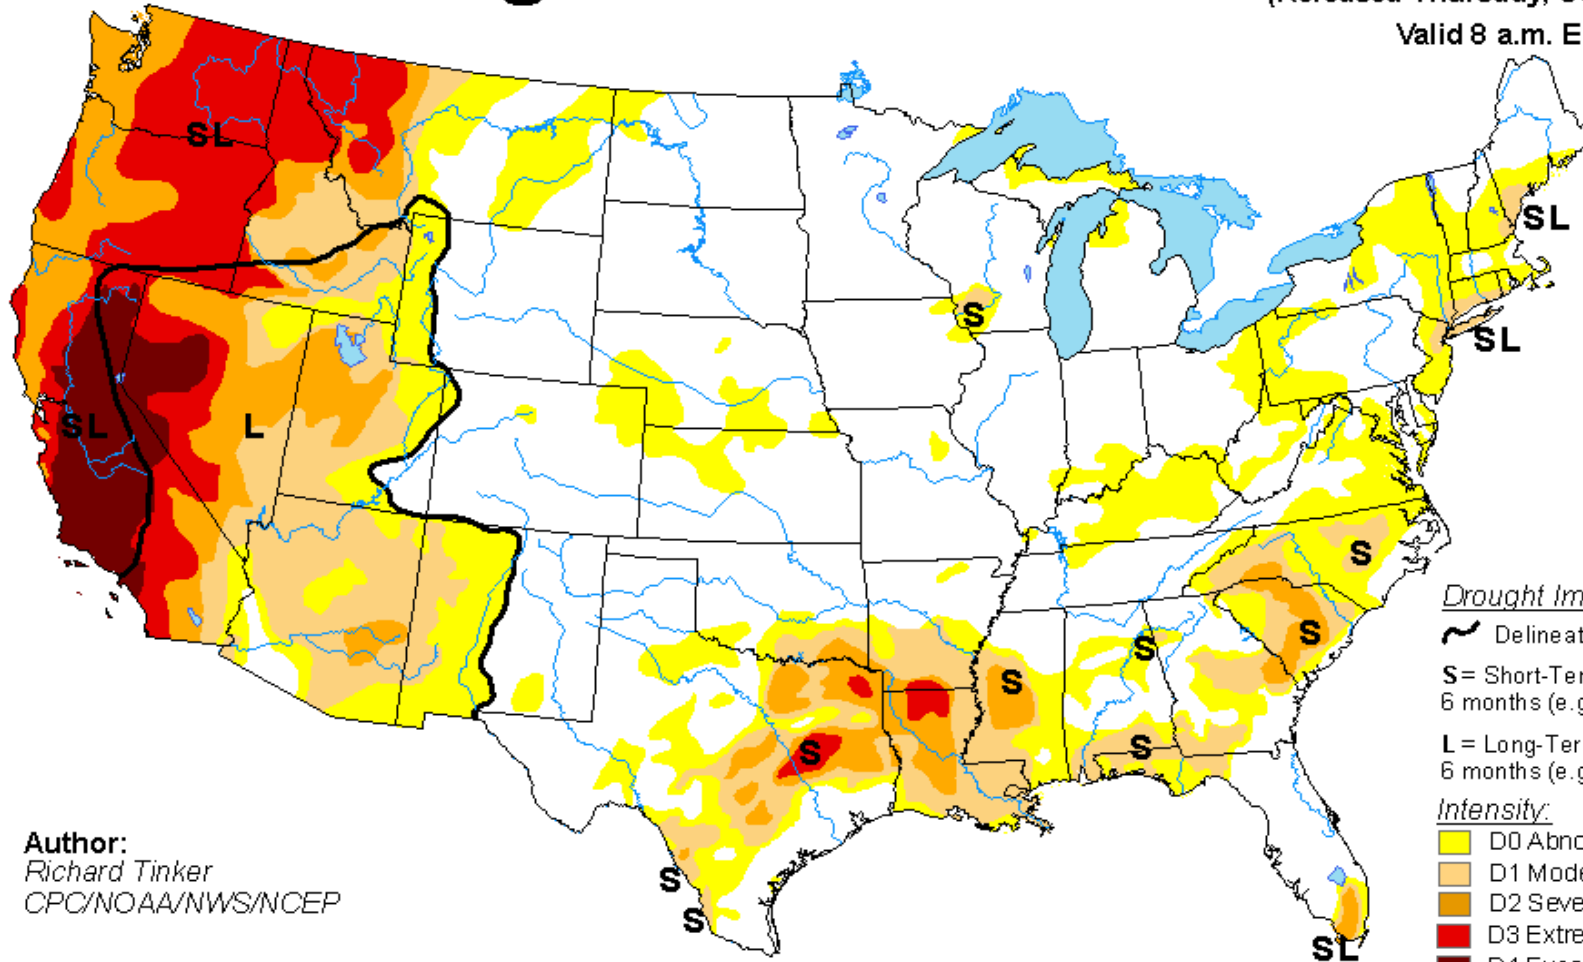 Valid 8 a.m. E
SL
SL
S
SL
SL
L
S
S
S
S
S
S
S
S
SL
Drought Im
Delineat
S = Short-Ter
6 months (e.g
L = Long-Ter
6 months (e.g
Intensity:
D0 Abno
D1 Mode
D2 Seve
D3 Extre
Author:
Richard Tinker
CPC/NOAA/NWS/NCEP